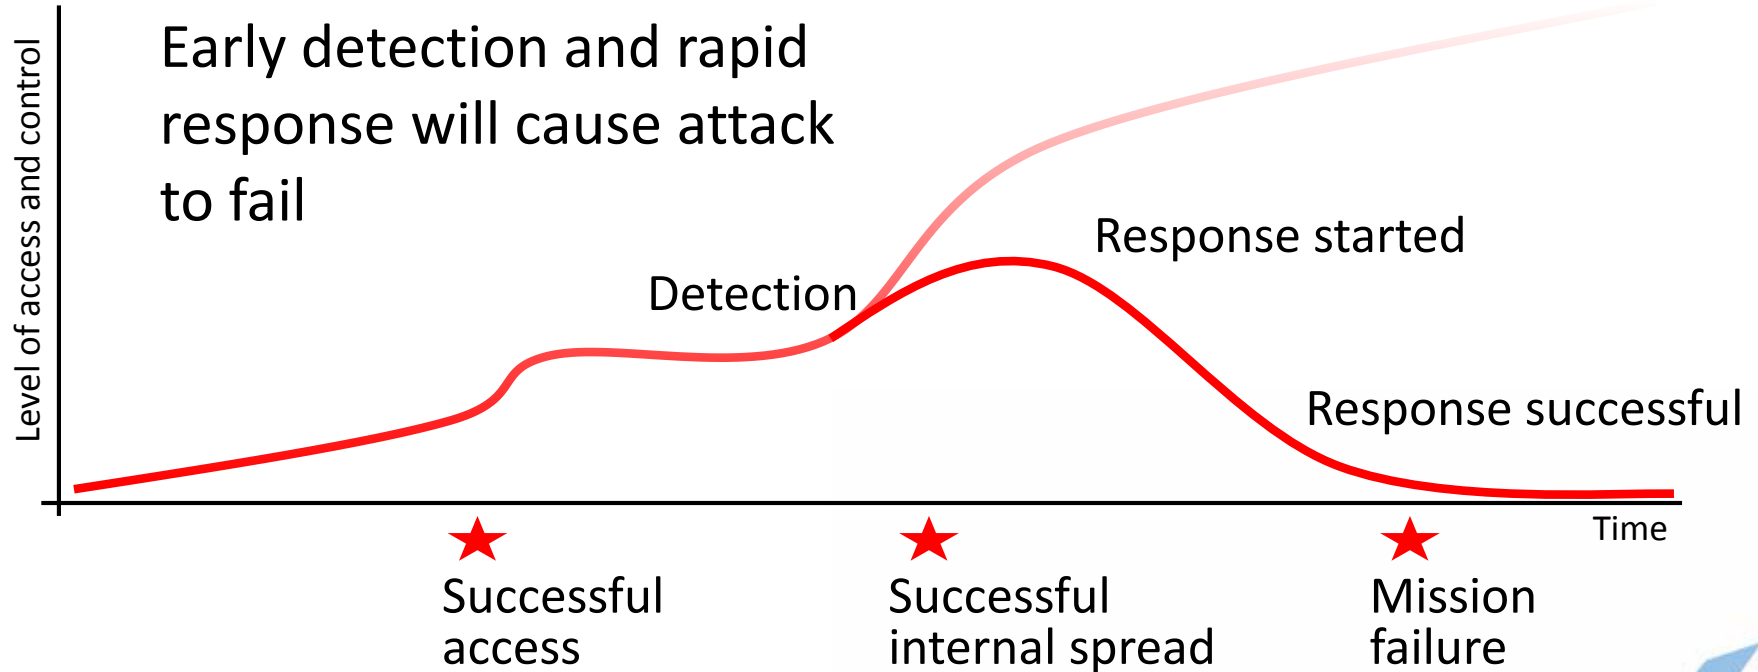 Early detection and rapid
response will cause attack
to fail
Level of access and control
Response started
Detection
Response successful
Time
Successful
access
Successful
internal spread
Mission
failure